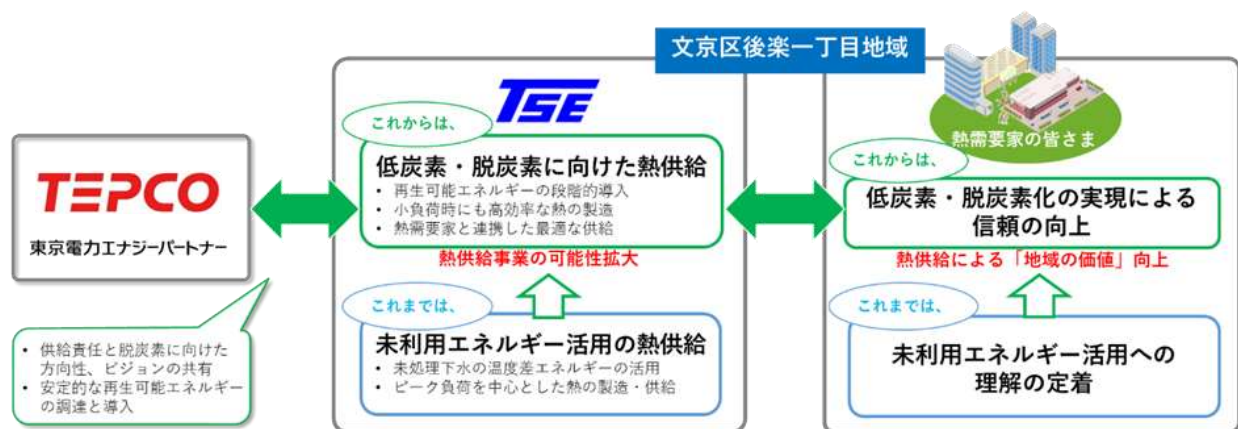 文京区後楽一丁目地域
TEPCO
東京電力エナジーパートナー
・ 供給責任と脱炭素に向けた
方向性、ビジョンの共有
・ 安定的な再生可能エネルギー
の調達と導入
TSE
これからは、
低炭素・脱炭素に向けた熱供給
・ 再生可能エネルギーの段階的導入
・ 小負荷時にも高効率な熱の製造
・ 熱需要家と連携した最適な供給
熱供給事業の可能性拡大
これまでは、
未利用エネルギー活用の熱供給
・ 未処理下水の温度差エネルギーの活用
・ ピーク負荷を中心とした熱の製造・供給
熱需要家の皆さま
これからは、
低炭素・脱炭素化の実現による
信頼の向上
熱供給による「地域の価値」向上
これまでは、
未利用エネルギー活用への
理解の定着